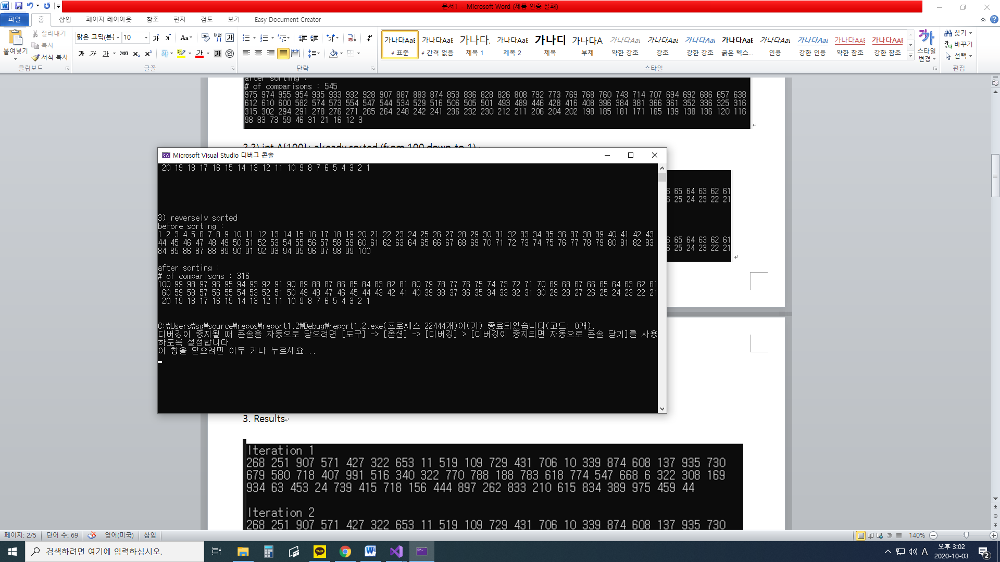 문서1 - Microsoft Word (제품 인증 실패)
파일 홈 삽입 페이지 레이아웃 참조 편지 검토 보기 Easy Document Creator
붙여넣기
잘라내기
복사
서식 복사
클립보드
맑은 고딕(본 10
글꼴
단락
가나다AaB 가나다AaB 가나다, 가나다AaB 가나디 가나다A 가나다AaL 가나다AaL 가나다AaL 가나다AaB 가나다AaL 가나다AaL 가나다AAB 가나다AAI
표준 간격 없음 제목 1 제목 2 제목 부제 약한 강조 강조 강한 강조 굵은 텍스... 인용 강한 인용 약한 참조 강한 참조
스타일
스타일 변경
찾기
바꾸기
선택
편집
after sorting :
# of comparisons : 545
975 974 955 954 935 933 932 928 907 887 883 874 853 836 828 826 808 792 773 769 768 760 743 714 707 694 692 686 657 638
612 610 600 582 574 573 554 547 544 534 529 516 506 505 501 493 489 446 428 416 408 396 384 381 366 361 352 336 325 316
315 302 294 291 278 276 271 265 264 248 242 241 236 232 230 212 211 206 204 202 198 185 181 171 165 139 138 136 120 116
98 83 73 59 46 31 21 16 12 3
2.2) int A[100] : already sorted (from 100 down to 1)
Microsoft Visual Studio 디버그 콘솔
20 19 18 17 16 15 14 13 12 11 10 9 8 7 6 5 4 3 2 1
3) reversely sorted
before sorting :
1 2 3 4 5 6 7 8 9 10 11 12 13 14 15 16 17 18 19 20 21 22 23 24 25 26 27 28 29 30 31 32 33 34 35 36 37 38 39 40 41 42 43
44 45 46 47 48 49 50 51 52 53 54 55 56 57 58 59 60 61 62 63 64 65 66 67 68 69 70 71 72 73 74 75 76 77 78 79 80 81 82 83
84 85 86 87 88 89 90 91 92 93 94 95 96 97 98 99 100
after sorting :
# of comparisons : 316
100 99 98 97 96 95 94 93 92 91 90 89 88 87 86 85 84 83 82 81 80 79 78 77 76 75 74 73 72 71 70 69 68 67 66 65 64 63 62 61
60 59 58 57 56 55 54 53 52 51 50 49 48 47 46 45 44 43 42 41 40 39 38 37 36 35 34 33 32 31 30 29 28 27 26 25 24 23 22 21
20 19 18 17 16 15 14 13 12 11 10 9 8 7 6 5 4 3 2 1
C:₩Users₩sg₩source₩repos₩report1.2₩Debug₩report1.2.exe(프로세스 22444개)이(가) 종료되었습니다(코드: 0개).
디버깅이 중지될 때 콘솔을 자동으로 닫으려면 [도구] -> [옵션] -> [디버깅] > [디버깅이 중지되면 자동으로 콘솔 닫기]를 사용
하도록 설정합니다.
이 창을 닫으려면 아무 키나 누르세요...
6 65 64 63 62 61
6 25 24 23 22 21
6 65 64 63 62 61
6 25 24 23 22 21
3. Results
Iteration 1
268 251 907 571 427 322 653 11 519 109 729 431 706 10 339 874 608 137 935 730
679 580 718 407 991 516 340 322 770 788 188 783 618 774 547 668 6 322 308 169
934 63 453 24 739 415 718 156 444 897 262 833 210 615 834 389 975 459 44
Iteration 2
268 251 907 571 427 322 653 11 519 109 729 431 706 10 339 874 608 137 935 730
페이지: 2/5 단어 수: 69 영어(미국) 삽입 140%
검색하려면 여기에 입력하십시오.
TALK
A
오후 3:02
2020-10-03
2